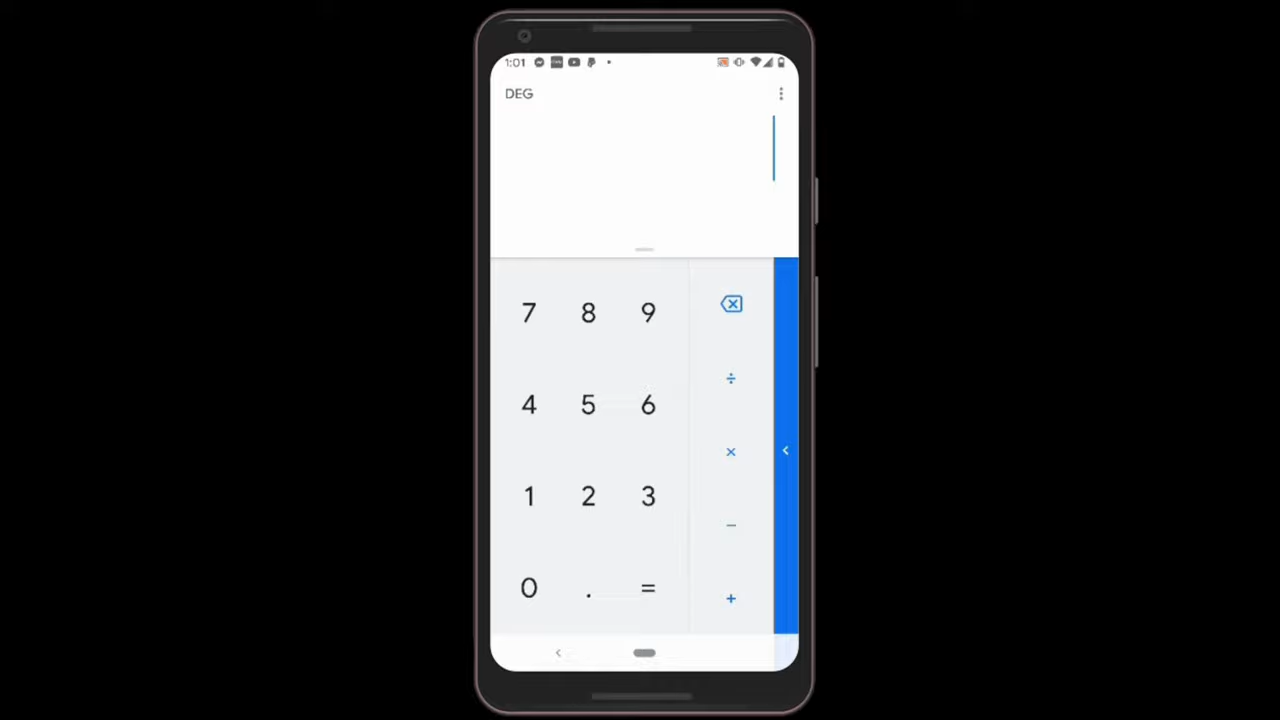 1:01
DEG
7 8 9
÷
4 5 6
×
1 2 3
−
0 . =
+